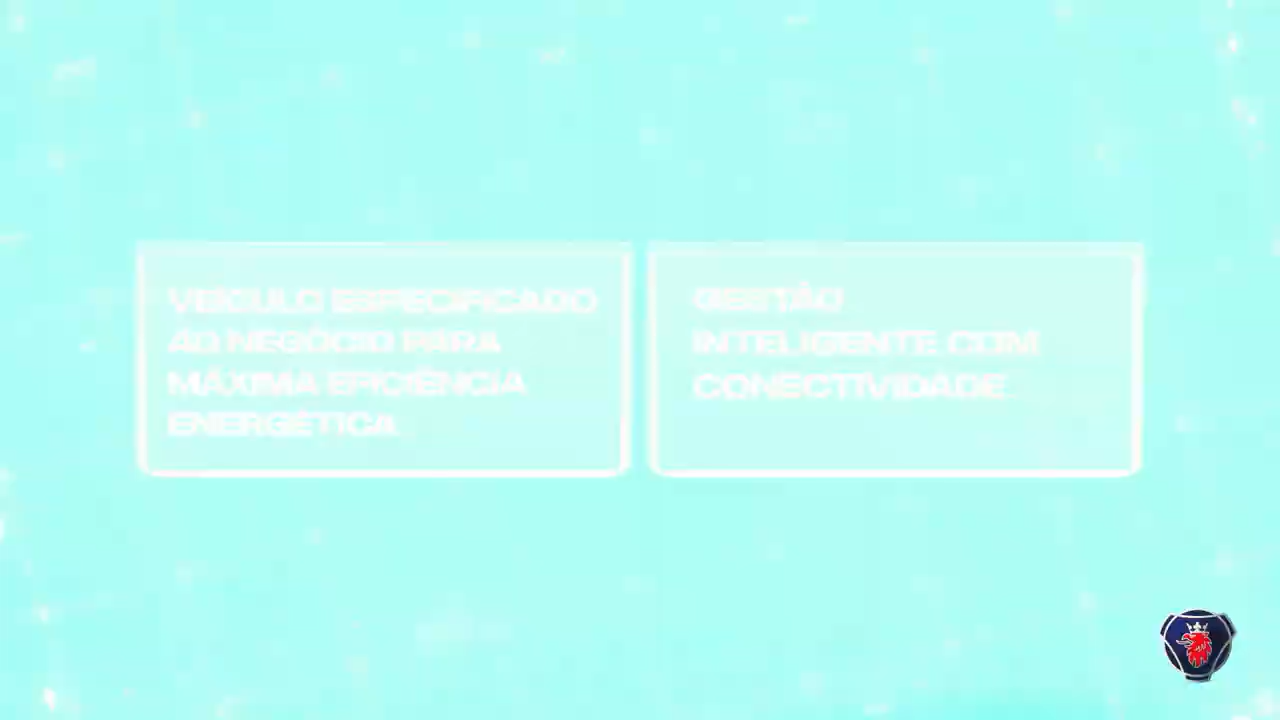 VEÍCULO ESPECIFICADO
AO NEGÓCIO PARA
MÁXIMA EFICIÊNCIA
ENERGÉTICA.
GESTÃO
INTELIGENTE COM
CONECTIVIDADE.